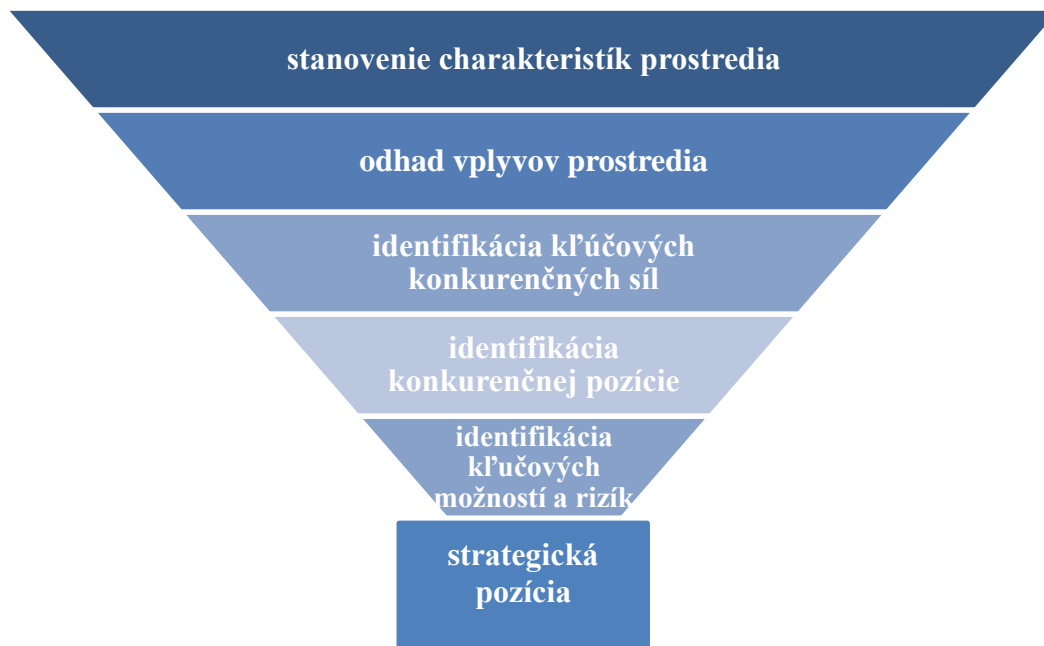 stanovenie charakteristík prostredia
odhad vplyvov prostredia
identifikácia kľúčových
konkurenčných síl
identifikácia
konkurenčnej pozície
identifikácia
kľučových
možností a rizík
strategická
pozícia